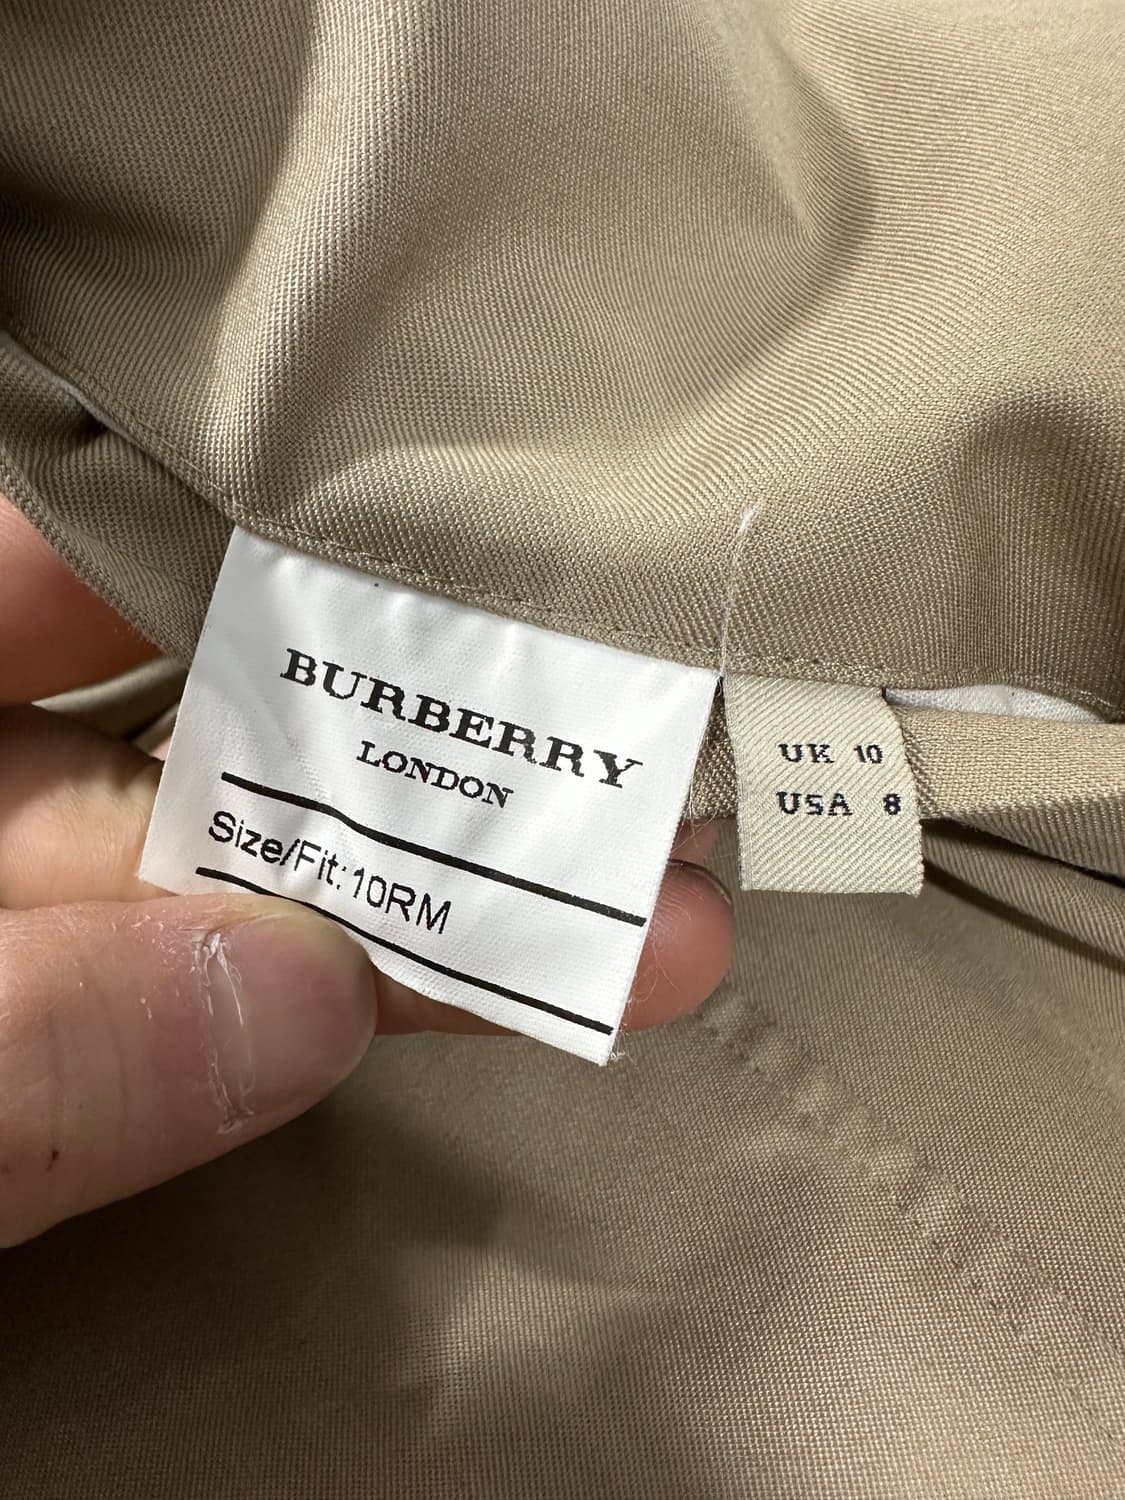 BURBERRY
LONDON
Size/Fit: 10RM
UK 10
USA 8